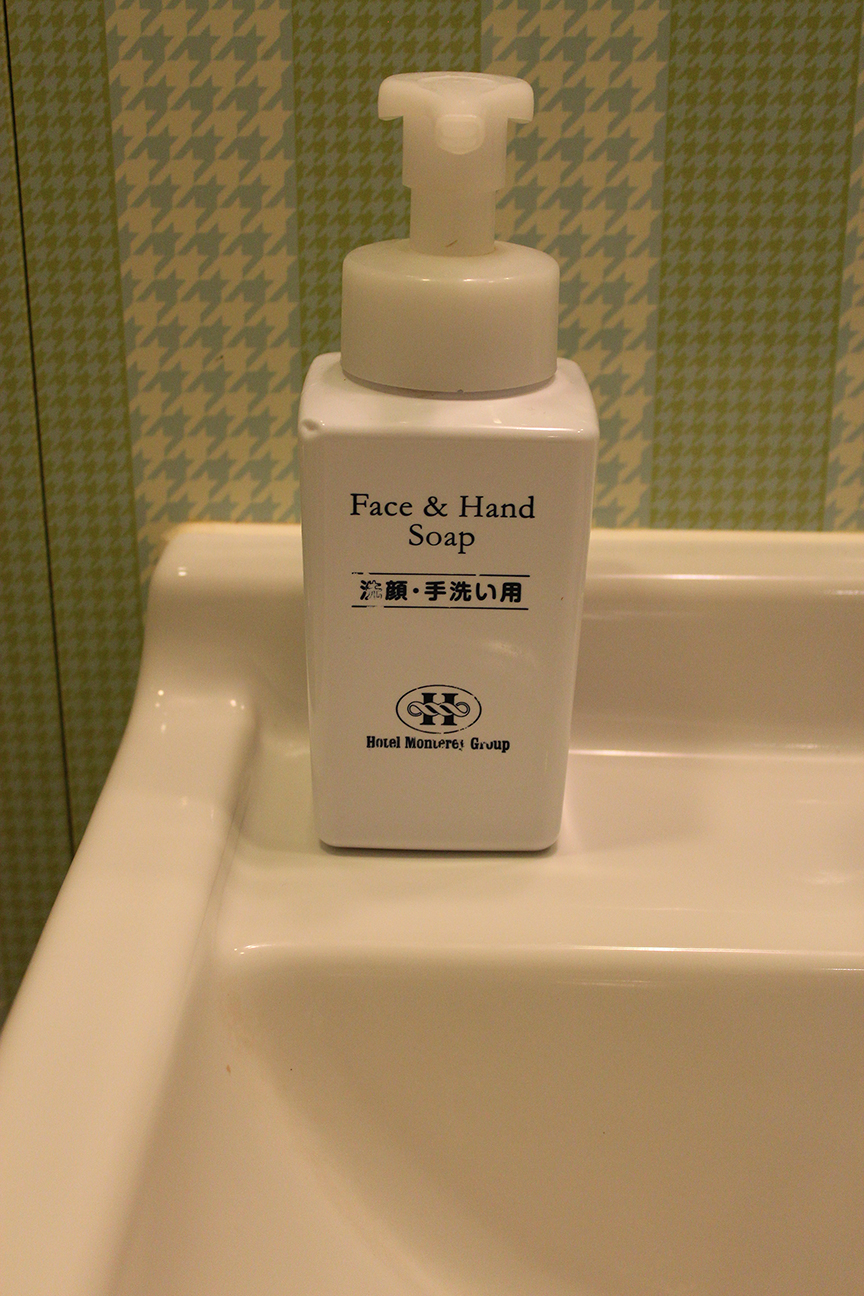 Face & Hand
Soap
洗顔・手洗い用
H
Hotel Monterey Group